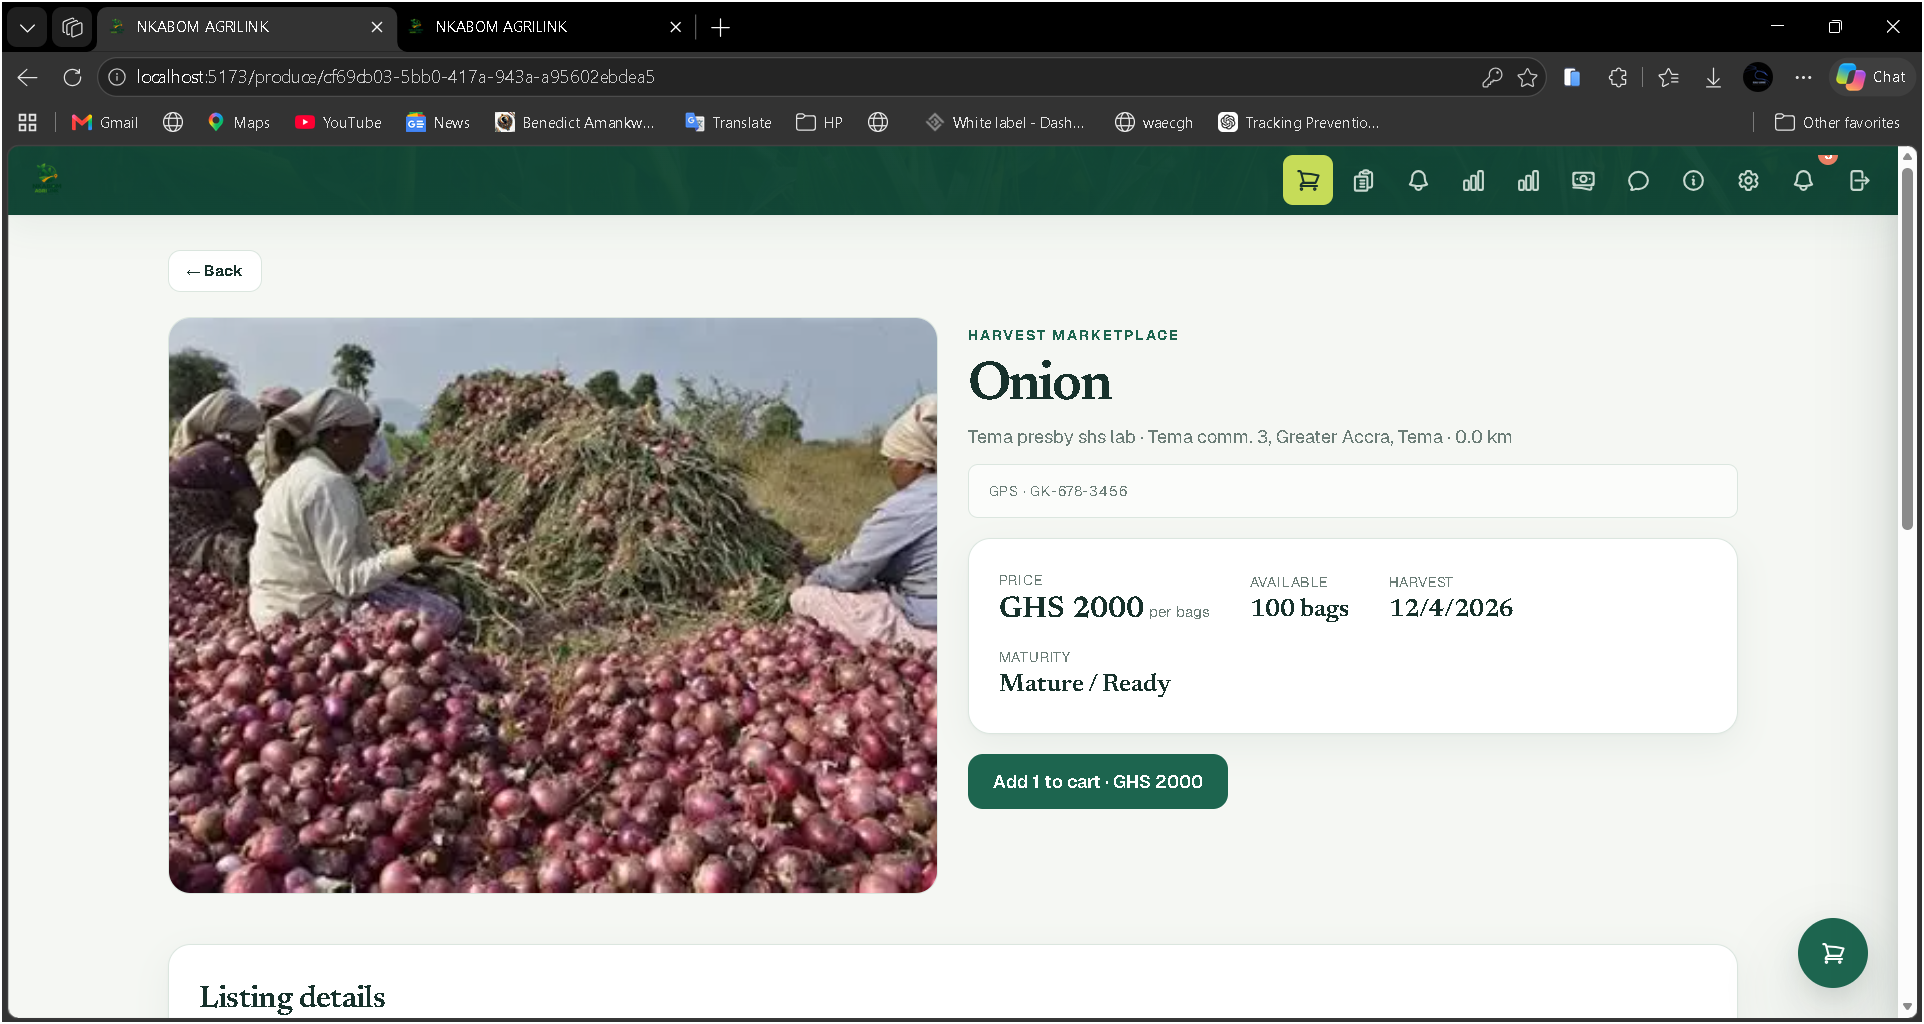 NKABOM AGRILINK
NKABOM AGRILINK
localhost:5173/produce/cf69cb03-5bb0-417a-943a-a95602ebdea5
Chat
Gmail
Maps
YouTube
News
Benedict Amankw...
Translate
HP
White label - Dash...
waecgh
Tracking Preventio...
Other favorites
← Back
HARVEST MARKETPLACE
Onion
Tema presby shs lab · Tema comm. 3, Greater Accra, Tema · 0.0 km
GPS · GK-678-3456
PRICE
GHS 2000 per bags
AVAILABLE
100 bags
HARVEST
12/4/2026
MATURITY
Mature / Ready
Add 1 to cart · GHS 2000
Listing details